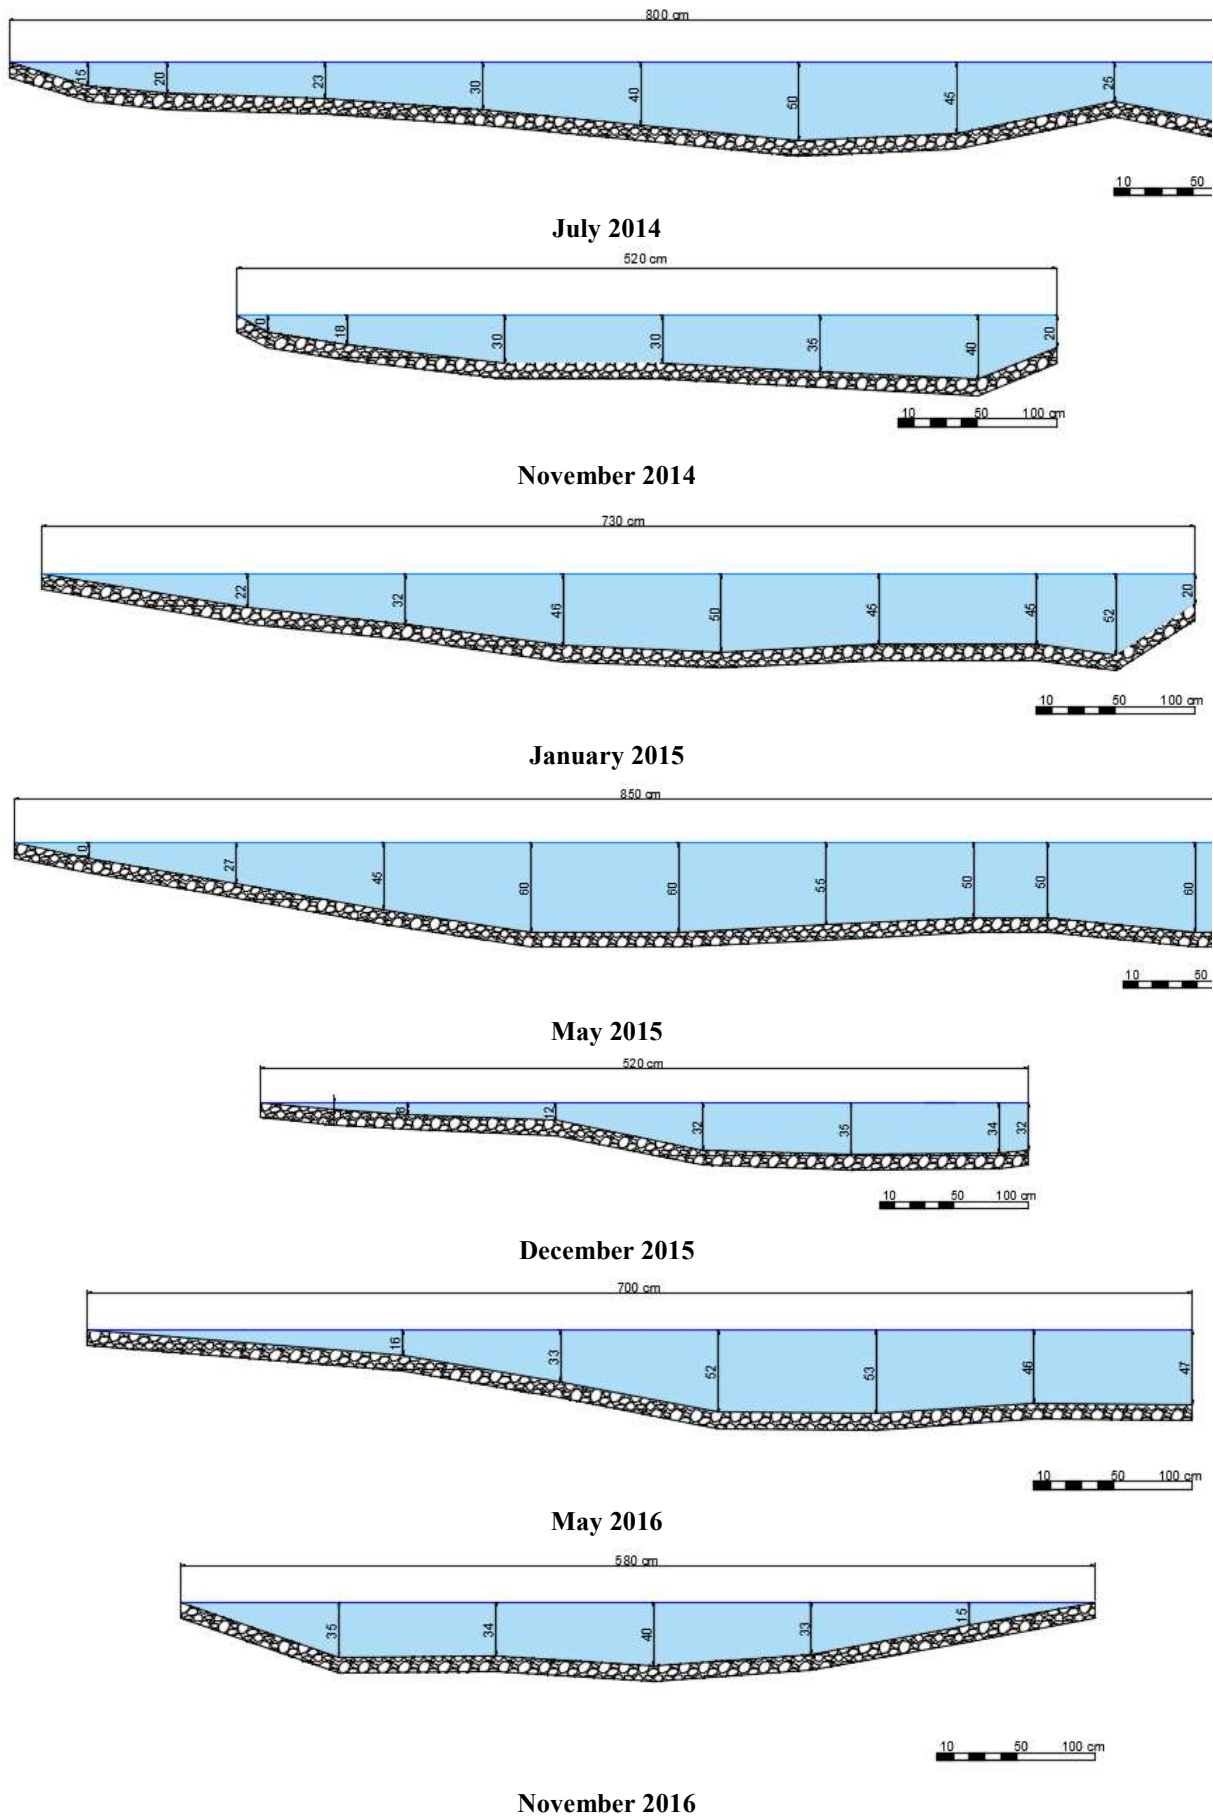 800 cm
15 20 23 30 40 50 45 25
10 50
July 2014
520 cm
18 30 30 35 40 20
10 50 100 cm
November 2014
730 cm
22 32 46 50 45 45 52 20
10 50 100 cm
January 2015
850 cm
27 45 60 60 55 50 50 60
10 50
May 2015
520 cm
8 12 32 35 34 32
10 50 100 cm
December 2015
700 cm
16 33 52 53 46 47
10 50 100 cm
May 2016
580 cm
35 34 40 33 15
10 50 100 cm
November 2016